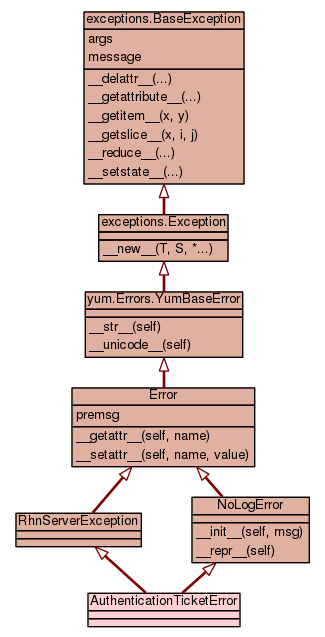 exceptions.BaseException
args
message
__delattr__(...)
__getattribute__(...)
__getitem__(x, y)
__getslice__(x, i, j)
__reduce__(...)
__setstate__(...)
exceptions.Exception
__new__(T, S, *...)
yum.Errors.YumBaseError
__str__(self)
__unicode__(self)
Error
premsg
__getattr__(self, name)
__setattr__(self, name, value)
RhnServerException
NoLogError
__init__(self, msg)
__repr__(self)
AuthenticationTicketError